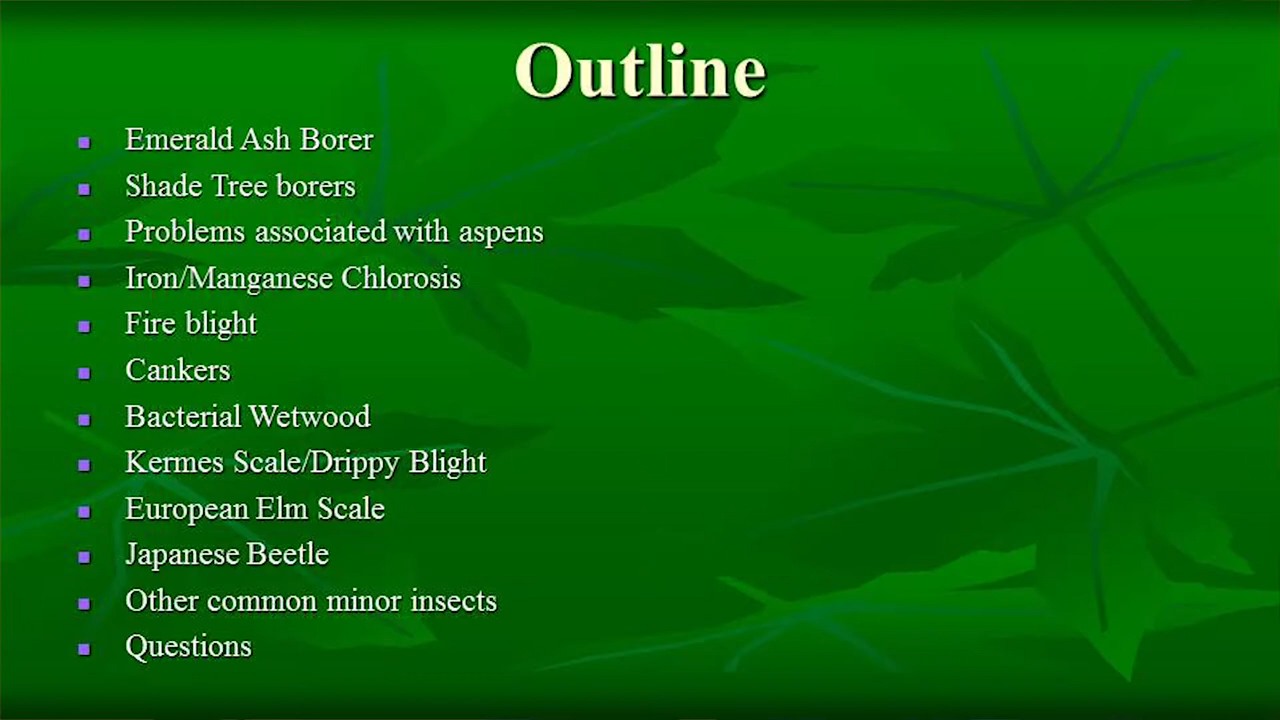 Outline
Emerald Ash Borer
Shade Tree borers
Problems associated with aspens
Iron/Manganese Chlorosis
Fire blight
Cankers
Bacterial Wetwood
Kermes Scale/Drippy Blight
European Elm Scale
Japanese Beetle
Other common minor insects
Questions